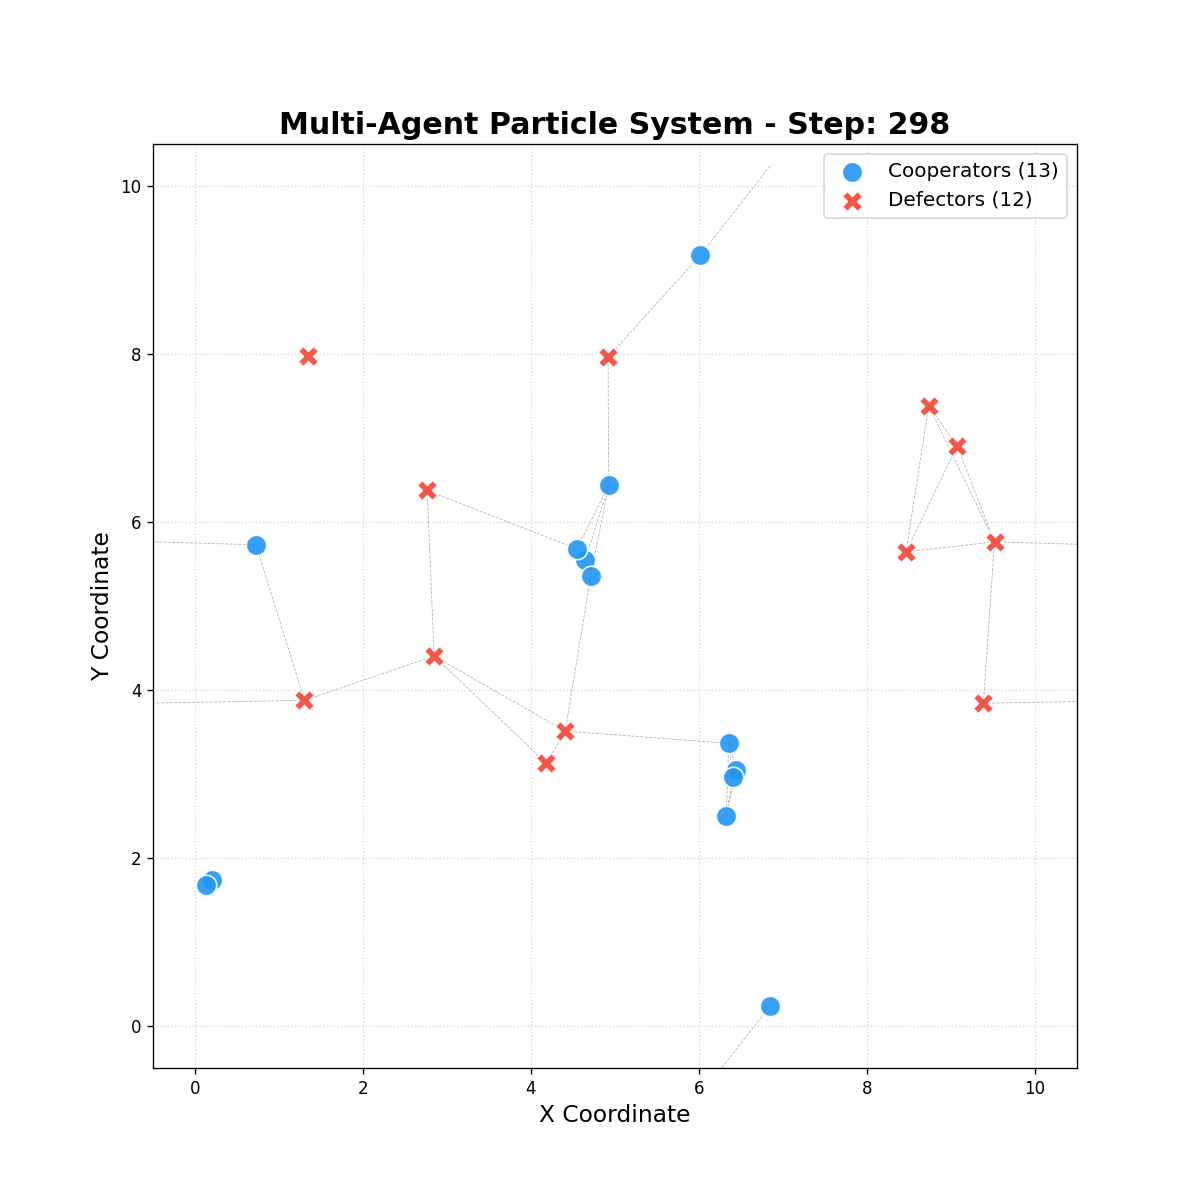 Multi-Agent Particle System - Step: 298
Cooperators (13)
Defectors (12)
10
8
6
4
2
0
Y Coordinate
0
2
4
6
8
10
X Coordinate